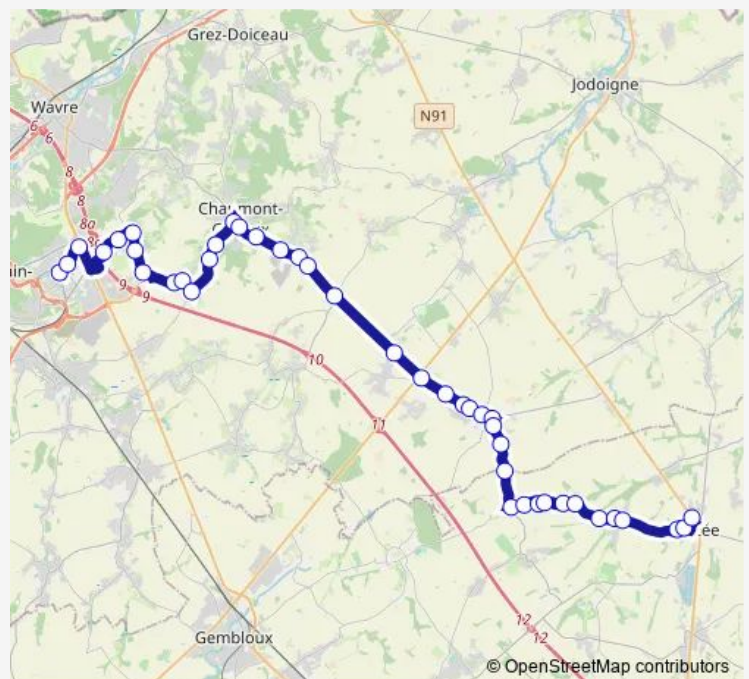 Grez-Doiceau
Wavre
Jodoigne
N91
6
6
8
8
8a
Chaumont-
9
9
10
11
12
12
Gembloux
© OpenStreetMap contributors